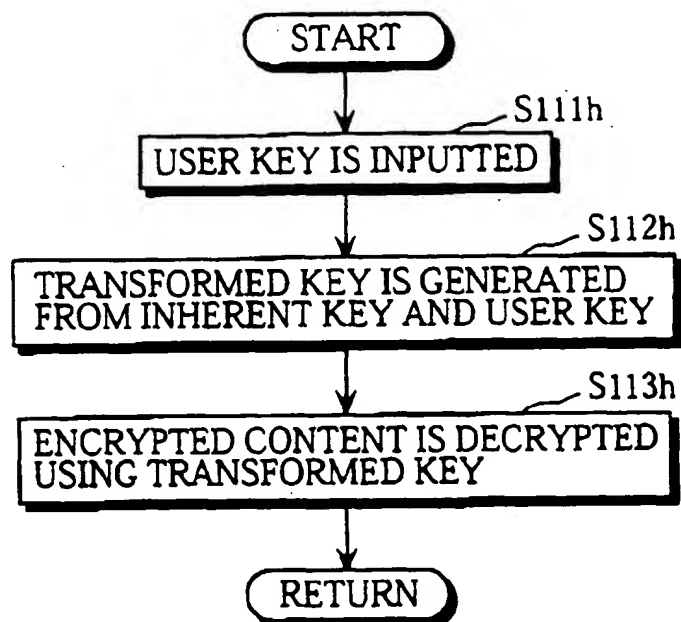 START
S111h
USER KEY IS INPUTTED
S112h
TRANSFORMED KEY IS GENERATED
FROM INHERENT KEY AND USER KEY
S113h
ENCRYPTED CONTENT IS DECRYPTED
USING TRANSFORMED KEY
RETURN